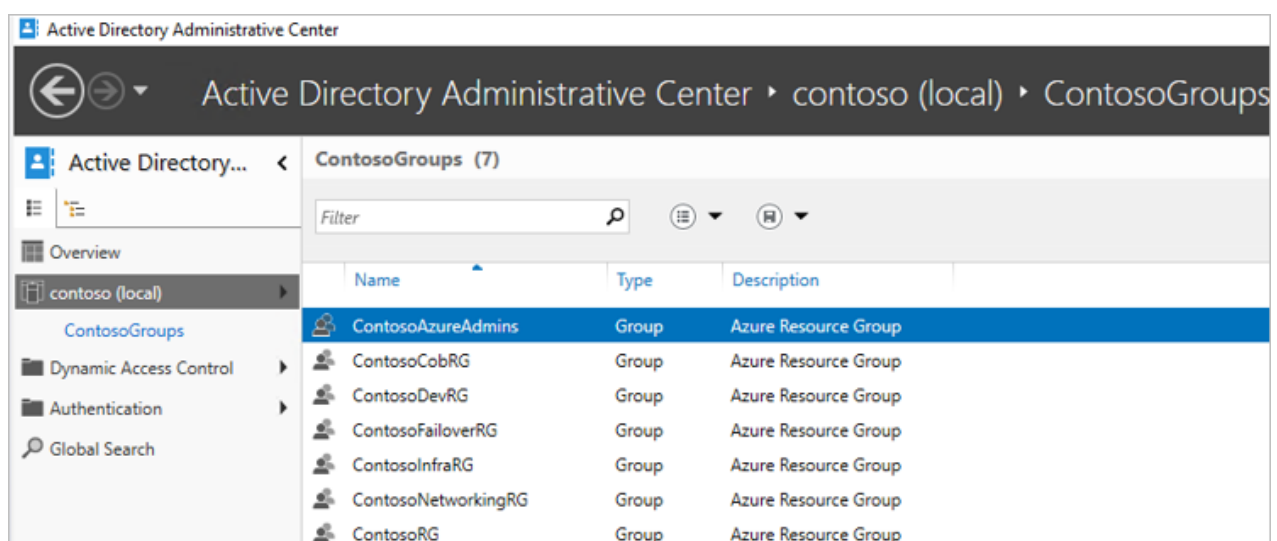 Active Directory Administrative Center
Active Directory Administrative Center ‣ contoso (local) ‣ ContosoGroups
Active Directory...
ContosoGroups (7)
Filter
Overview
contoso (local)
ContosoGroups
Dynamic Access Control
Authentication
Global Search
Name Type Description
ContosoAzureAdmins Group Azure Resource Group
ContosoCobRG Group Azure Resource Group
ContosoDevRG Group Azure Resource Group
ContosoFailoverRG Group Azure Resource Group
ContosoInfraRG Group Azure Resource Group
ContosoNetworkingRG Group Azure Resource Group
ContosoRG Group Azure Resource Group